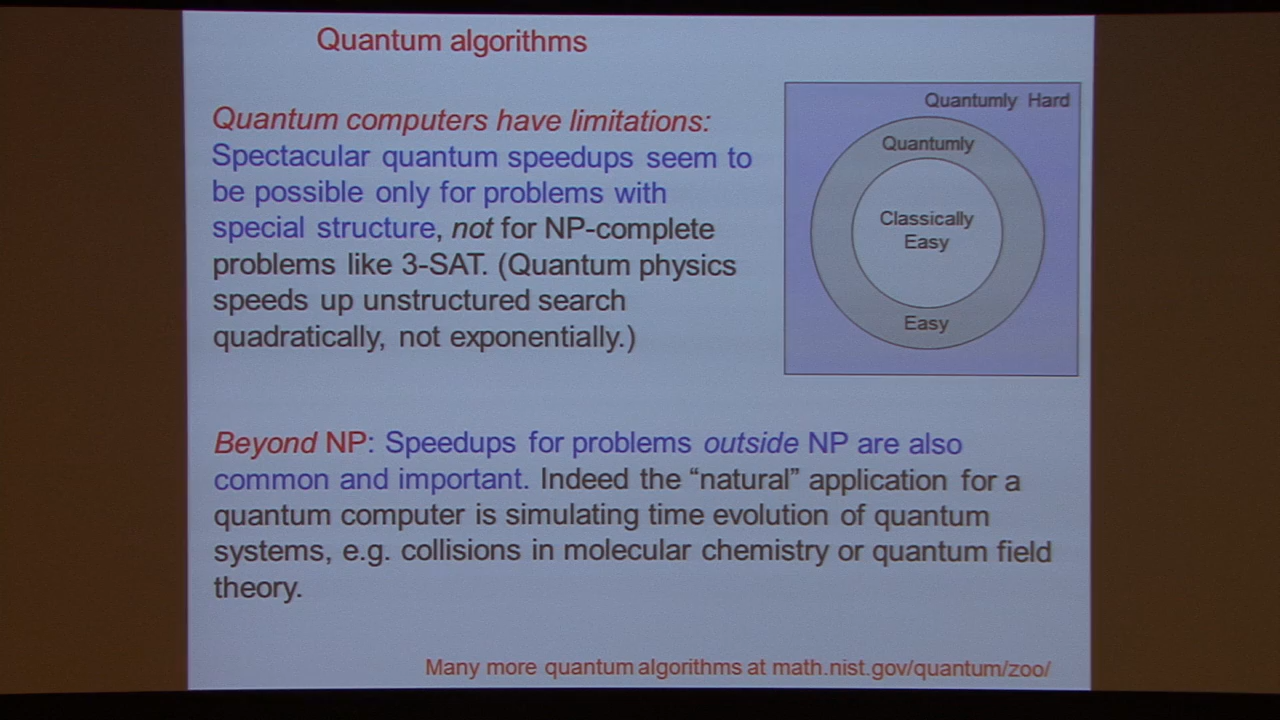 Quantum algorithms
Quantum computers have limitations:
Spectacular quantum speedups seem to
be possible only for problems with
special structure, not for NP-complete
problems like 3-SAT. (Quantum physics
speeds up unstructured search
quadratically, not exponentially.)
Quantumly Hard
Quantumly
Classically
Easy
Easy
Beyond NP: Speedups for problems outside NP are also
common and important. Indeed the “natural” application for a
quantum computer is simulating time evolution of quantum
systems, e.g. collisions in molecular chemistry or quantum field
theory.
Many more quantum algorithms at math.nist.gov/quantum/zoo/